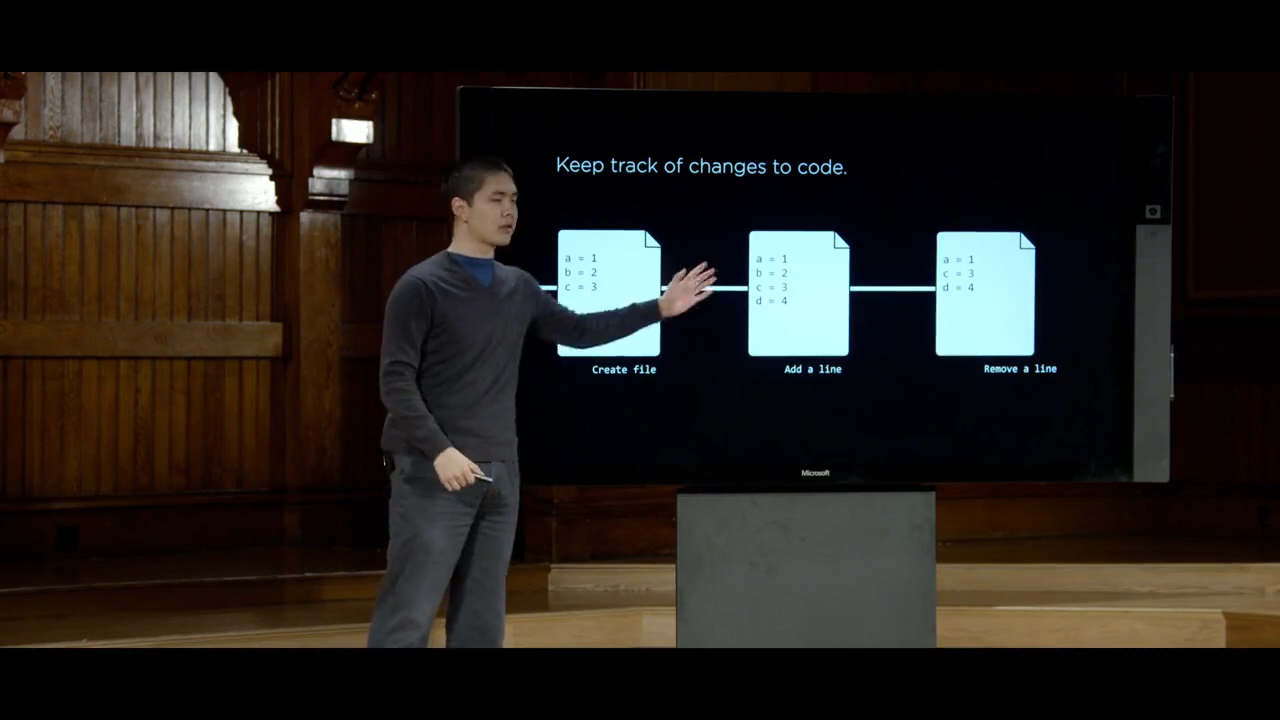 Keep track of changes to code.
a = 1
b = 2
c = 3
Create file
a = 1
b = 2
c = 3
d = 4
Add a line
a = 1
c = 3
d = 4
Remove a line
Microsoft